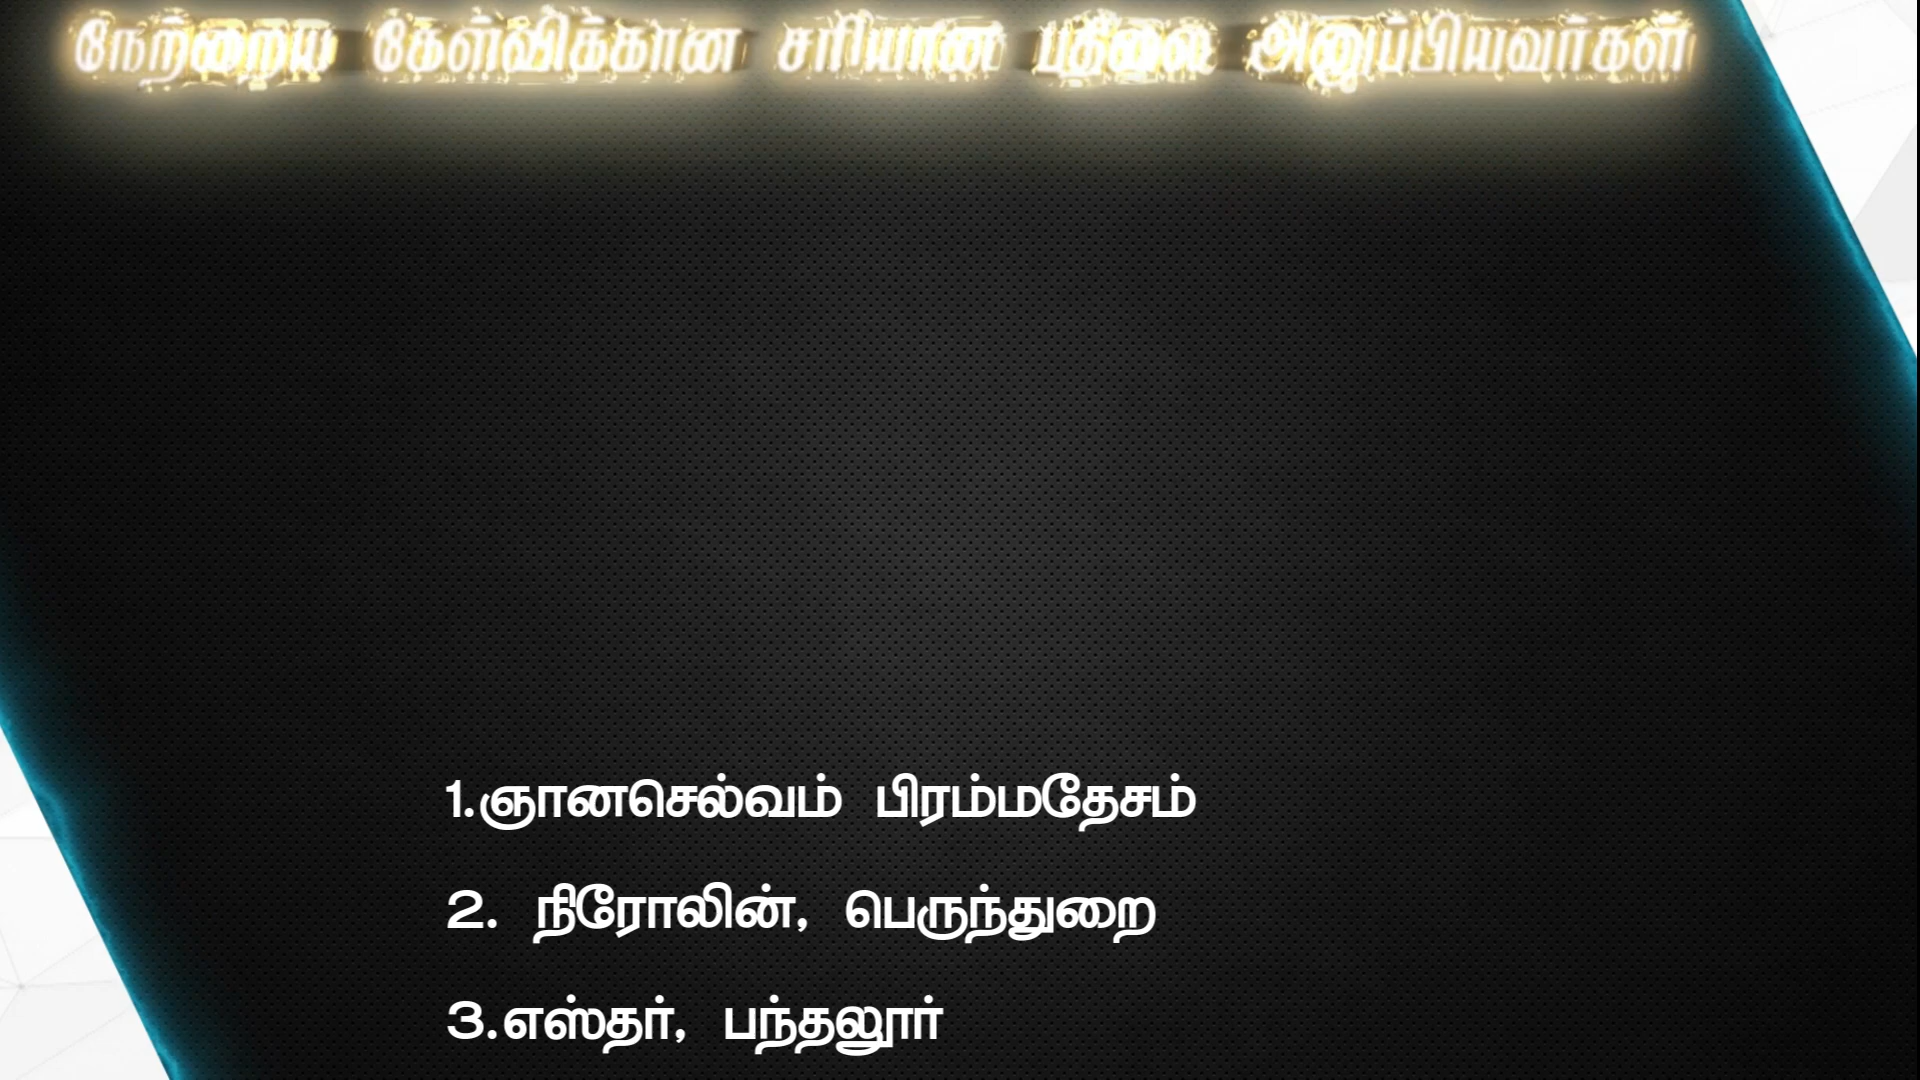 நேற்றைய கேள்விக்கான சரியான பதிலை அனுப்பியவர்கள்
1.ஞானசெல்வம் பிரம்மதேசம்
2. நிரோலின், பெருந்துறை
3.எஸ்தர், பந்தலூர்